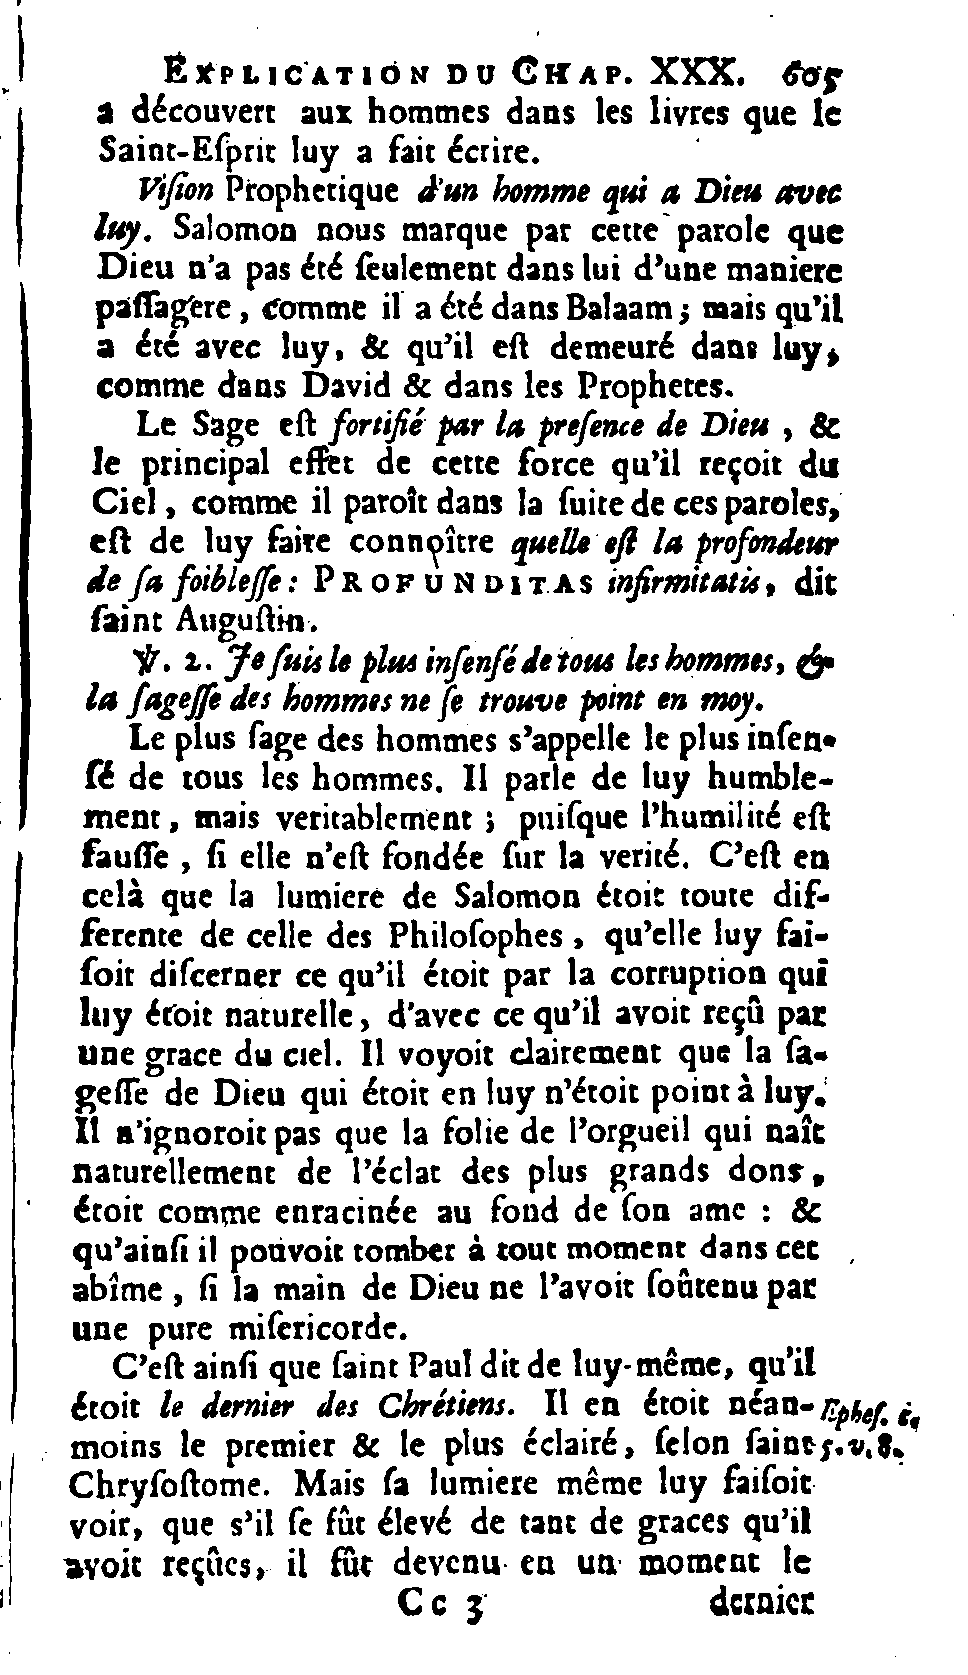 EXPLICATION DU CHAP. XXX. 605
a découvert aux hommes dans les livres que le
Saint-Eſprit luy a fait écrire.
Viſion Prophetique d'un homme qui a Dieu avec
luy. Salomon nous marque par cette parole que
Dieu n'a pas été ſeulement dans lui d'une maniere
paſſagere, comme il a été dans Balaam; mais qu'il
a été avec luy, & qu'il eſt demeuré dans luy,
comme dans David & dans les Prophetes.
Le Sage eſt fortifié par la preſence de Dieu, &
le principal effet de cette force qu'il reçoit du
Ciel, comme il paroît dans la ſuite de ces paroles,
eſt de luy faire connoître quelle eſt la profondeur
de ſa foibleſſe: PROFUNDITAS infirmitatis, dit
ſaint Auguſtin.
℣. 2. Je ſuis le plus inſenſé de tous les hommes, &
la ſageſſe des hommes ne ſe trouve point en moy.
Le plus ſage des hommes s'appelle le plus inſen-
ſé de tous les hommes. Il parle de luy humble-
ment, mais veritablement; puiſque l'humilité eſt
fauſſe, ſi elle n'eſt fondée ſur la verité. C'eſt en
celà que la lumiere de Salomon étoit toute dif-
ferente de celle des Philoſophes, qu'elle luy fai-
ſoit diſcerner ce qu'il étoit par la corruption qui
luy étoit naturelle, d'avec ce qu'il avoit reçû par
une grace du ciel. Il voyoit clairement que la ſa-
geſſe de Dieu qui étoit en luy n'étoit point à luy.
Il n'ignoroit pas que la folie de l'orgueil qui naît
naturellement de l'éclat des plus grands dons,
étoit comme enracinée au fond de ſon ame : &
qu'ainſi il pouvoit tomber à tout moment dans cet
abîme, ſi la main de Dieu ne l'avoit ſoûtenu par
une pure miſericorde.
C'eſt ainſi que ſaint Paul dit de luy-même, qu'il
étoit le dernier des Chrétiens. Il en étoit néan-
Epheſ. c.
moins le premier & le plus éclairé, ſelon ſaint
3. v. 8.
Chryſoſtome. Mais ſa lumiere même luy faiſoit
voir, que s'il ſe fût élevé de tant de graces qu'il
avoit reçûes, il fût devenu en un moment le
Cc 3 dernier